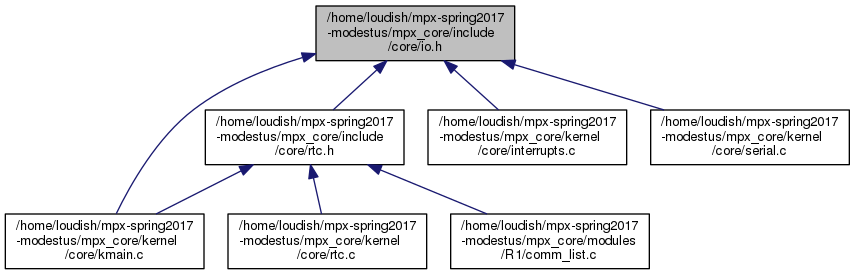 /home/loudish/mpx-spring2017
-modestus/mpx_core/include
/core/io.h
/home/loudish/mpx-spring2017
-modestus/mpx_core/include
/core/rtc.h
/home/loudish/mpx-spring2017
-modestus/mpx_core/kernel
/core/interrupts.c
/home/loudish/mpx-spring2017
-modestus/mpx_core/kernel
/core/serial.c
/home/loudish/mpx-spring2017
-modestus/mpx_core/kernel
/core/kmain.c
/home/loudish/mpx-spring2017
-modestus/mpx_core/kernel
/core/rtc.c
/home/loudish/mpx-spring2017
-modestus/mpx_core/modules
/R1/comm_list.c